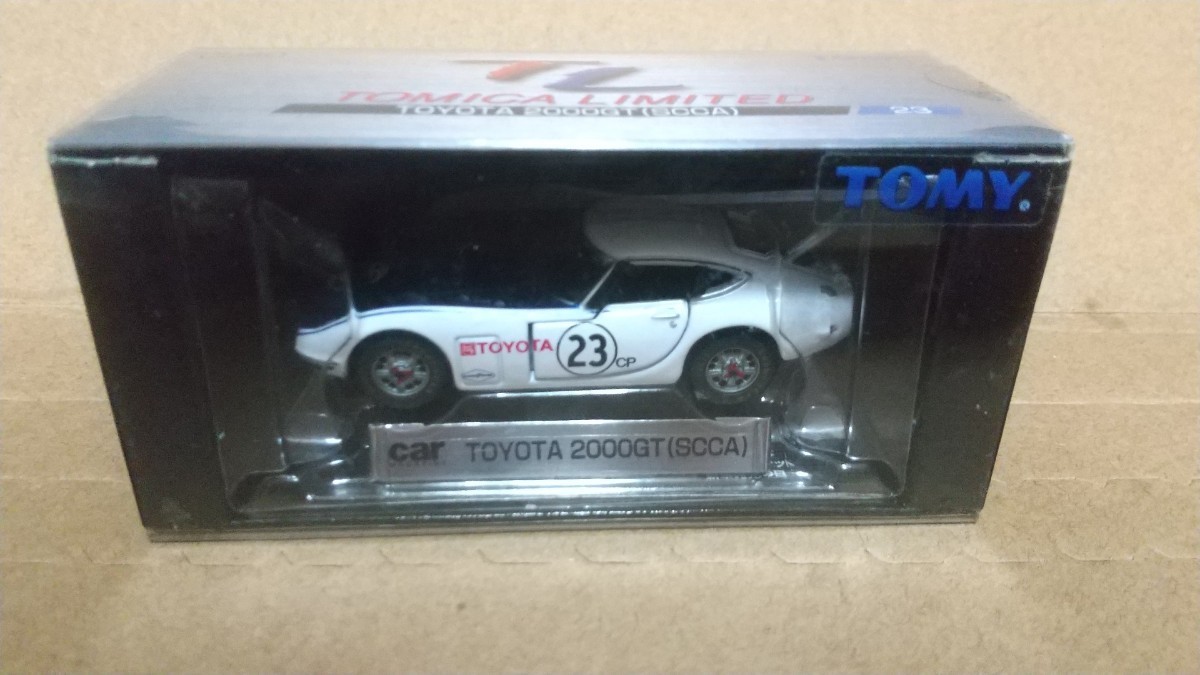 TL
TOMICA LIMITED
TOYOTA 2000GT(SCCA)
23
TOMY.
TOYOTA
23
CP
car
TOYOTA 2000GT(SCCA)